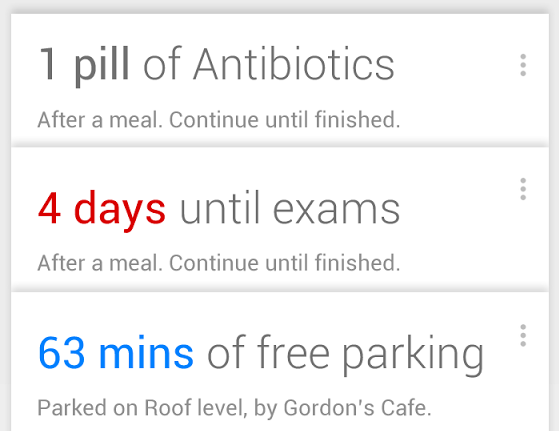 1 pill of Antibiotics
After a meal. Continue until finished.
4 days until exams
After a meal. Continue until finished.
63 mins of free parking
Parked on Roof level, by Gordon's Cafe.